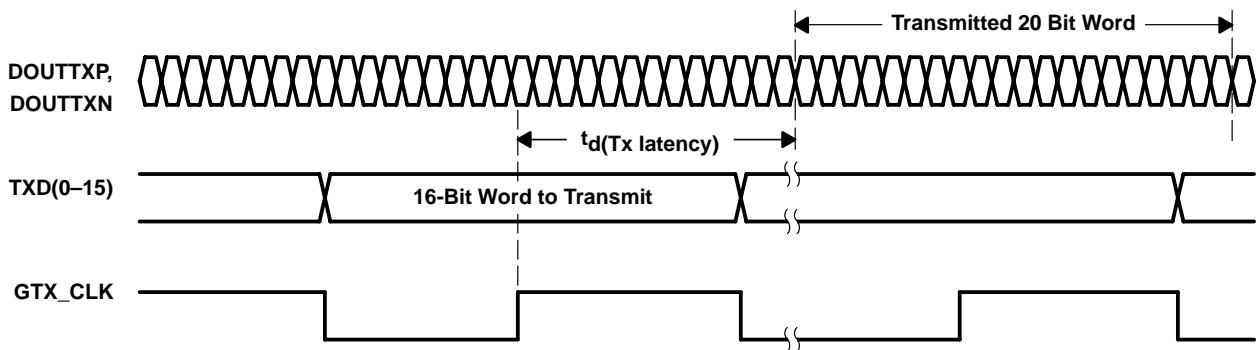 Transmitted 20 Bit Word
DOUTTXP,
DOUTTXN
td(Tx latency)
TXD(0–15)
16-Bit Word to Transmit
GTX_CLK